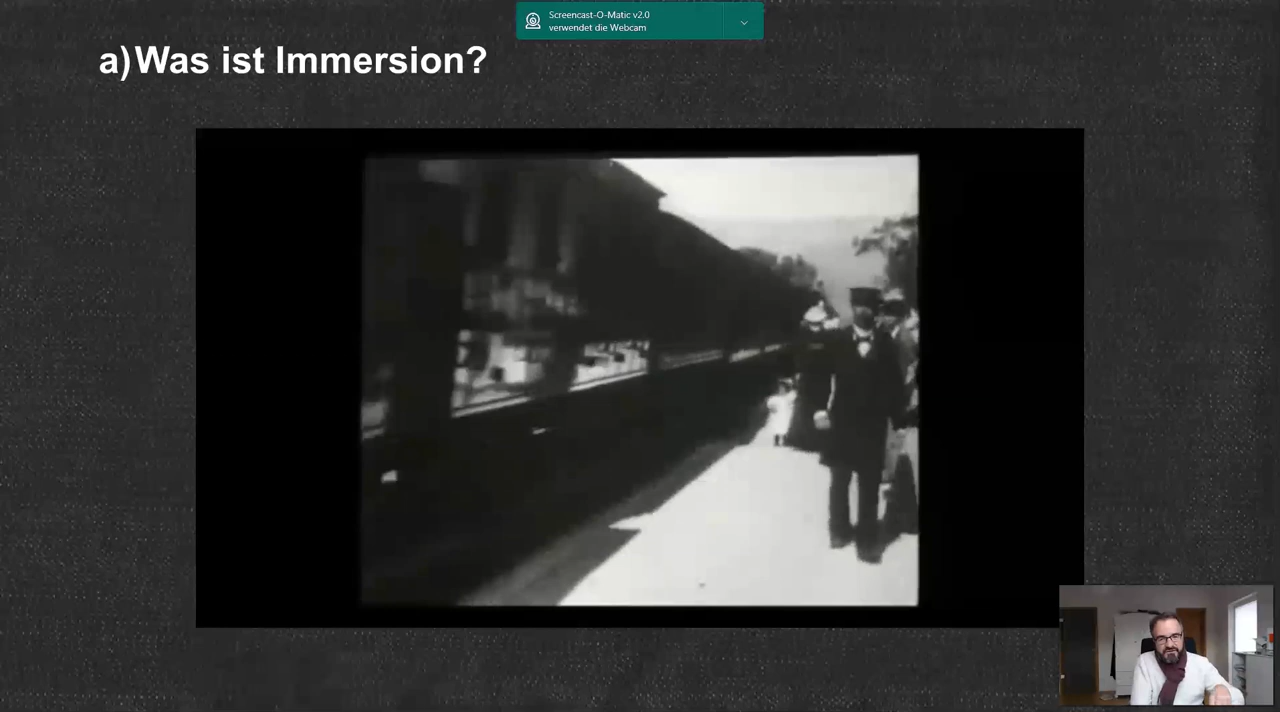 Screencast-O-Matic v2.0
verwendet die Webcam
a) Was ist Immersion?